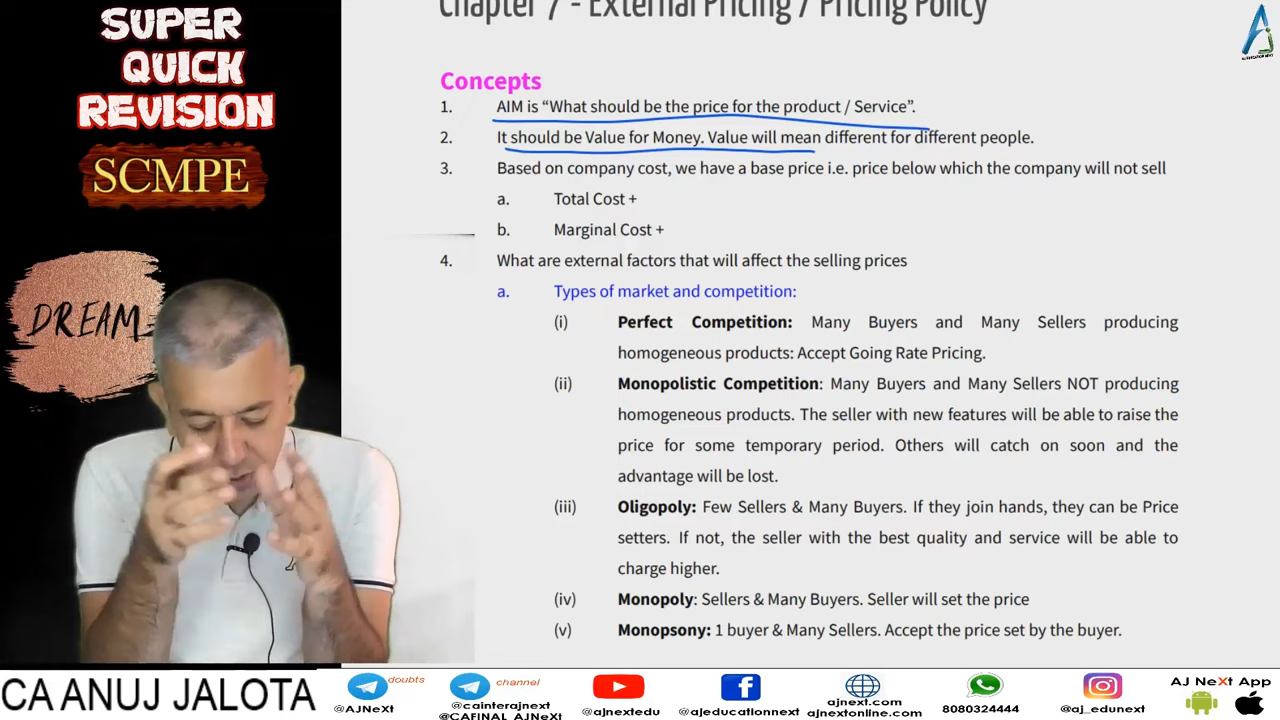 SUPER
QUICK
REVISION
SCMPE
DREAM
Chapter 7 - External Pricing / Pricing Policy
Concepts
1. AIM is “What should be the price for the product / Service”.
2. It should be Value for Money. Value will mean different for different people.
3. Based on company cost, we have a base price i.e. price below which the company will not sell
a. Total Cost +
b. Marginal Cost +
4. What are external factors that will affect the selling prices
a. Types of market and competition:
(i) Perfect Competition: Many Buyers and Many Sellers producing
homogeneous products: Accept Going Rate Pricing.
(ii) Monopolistic Competition: Many Buyers and Many Sellers NOT producing
homogeneous products. The seller with new features will be able to raise the
price for some temporary period. Others will catch on soon and the
advantage will be lost.
(iii) Oligopoly: Few Sellers & Many Buyers. If they join hands, they can be Price
setters. If not, the seller with the best quality and service will be able to
charge higher.
(iv) Monopoly: Sellers & Many Buyers. Seller will set the price
(v) Monopsony: 1 buyer & Many Sellers. Accept the price set by the buyer.
CA ANUJ JALOTA
doubts
@AJNeXt
channel
@cainterajnext
@CAFINAL_AJNeXt
@ajnextedu
@ajeducationnext
ajnext.com
ajnextonline.com
8080324444
@aj_edunext
AJ NeXt App